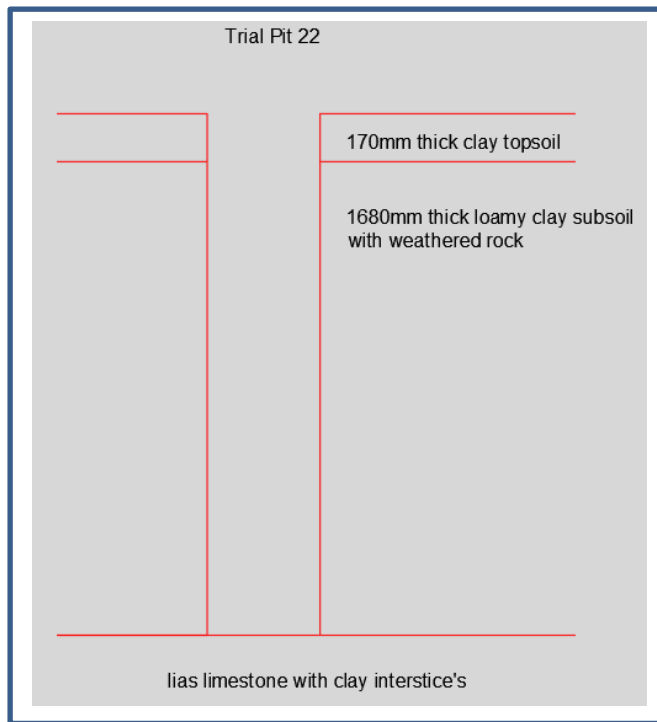 Trial Pit 22
170mm thick clay topsoil
1680mm thick loamy clay subsoil
with weathered rock
lias limestone with clay interstice's